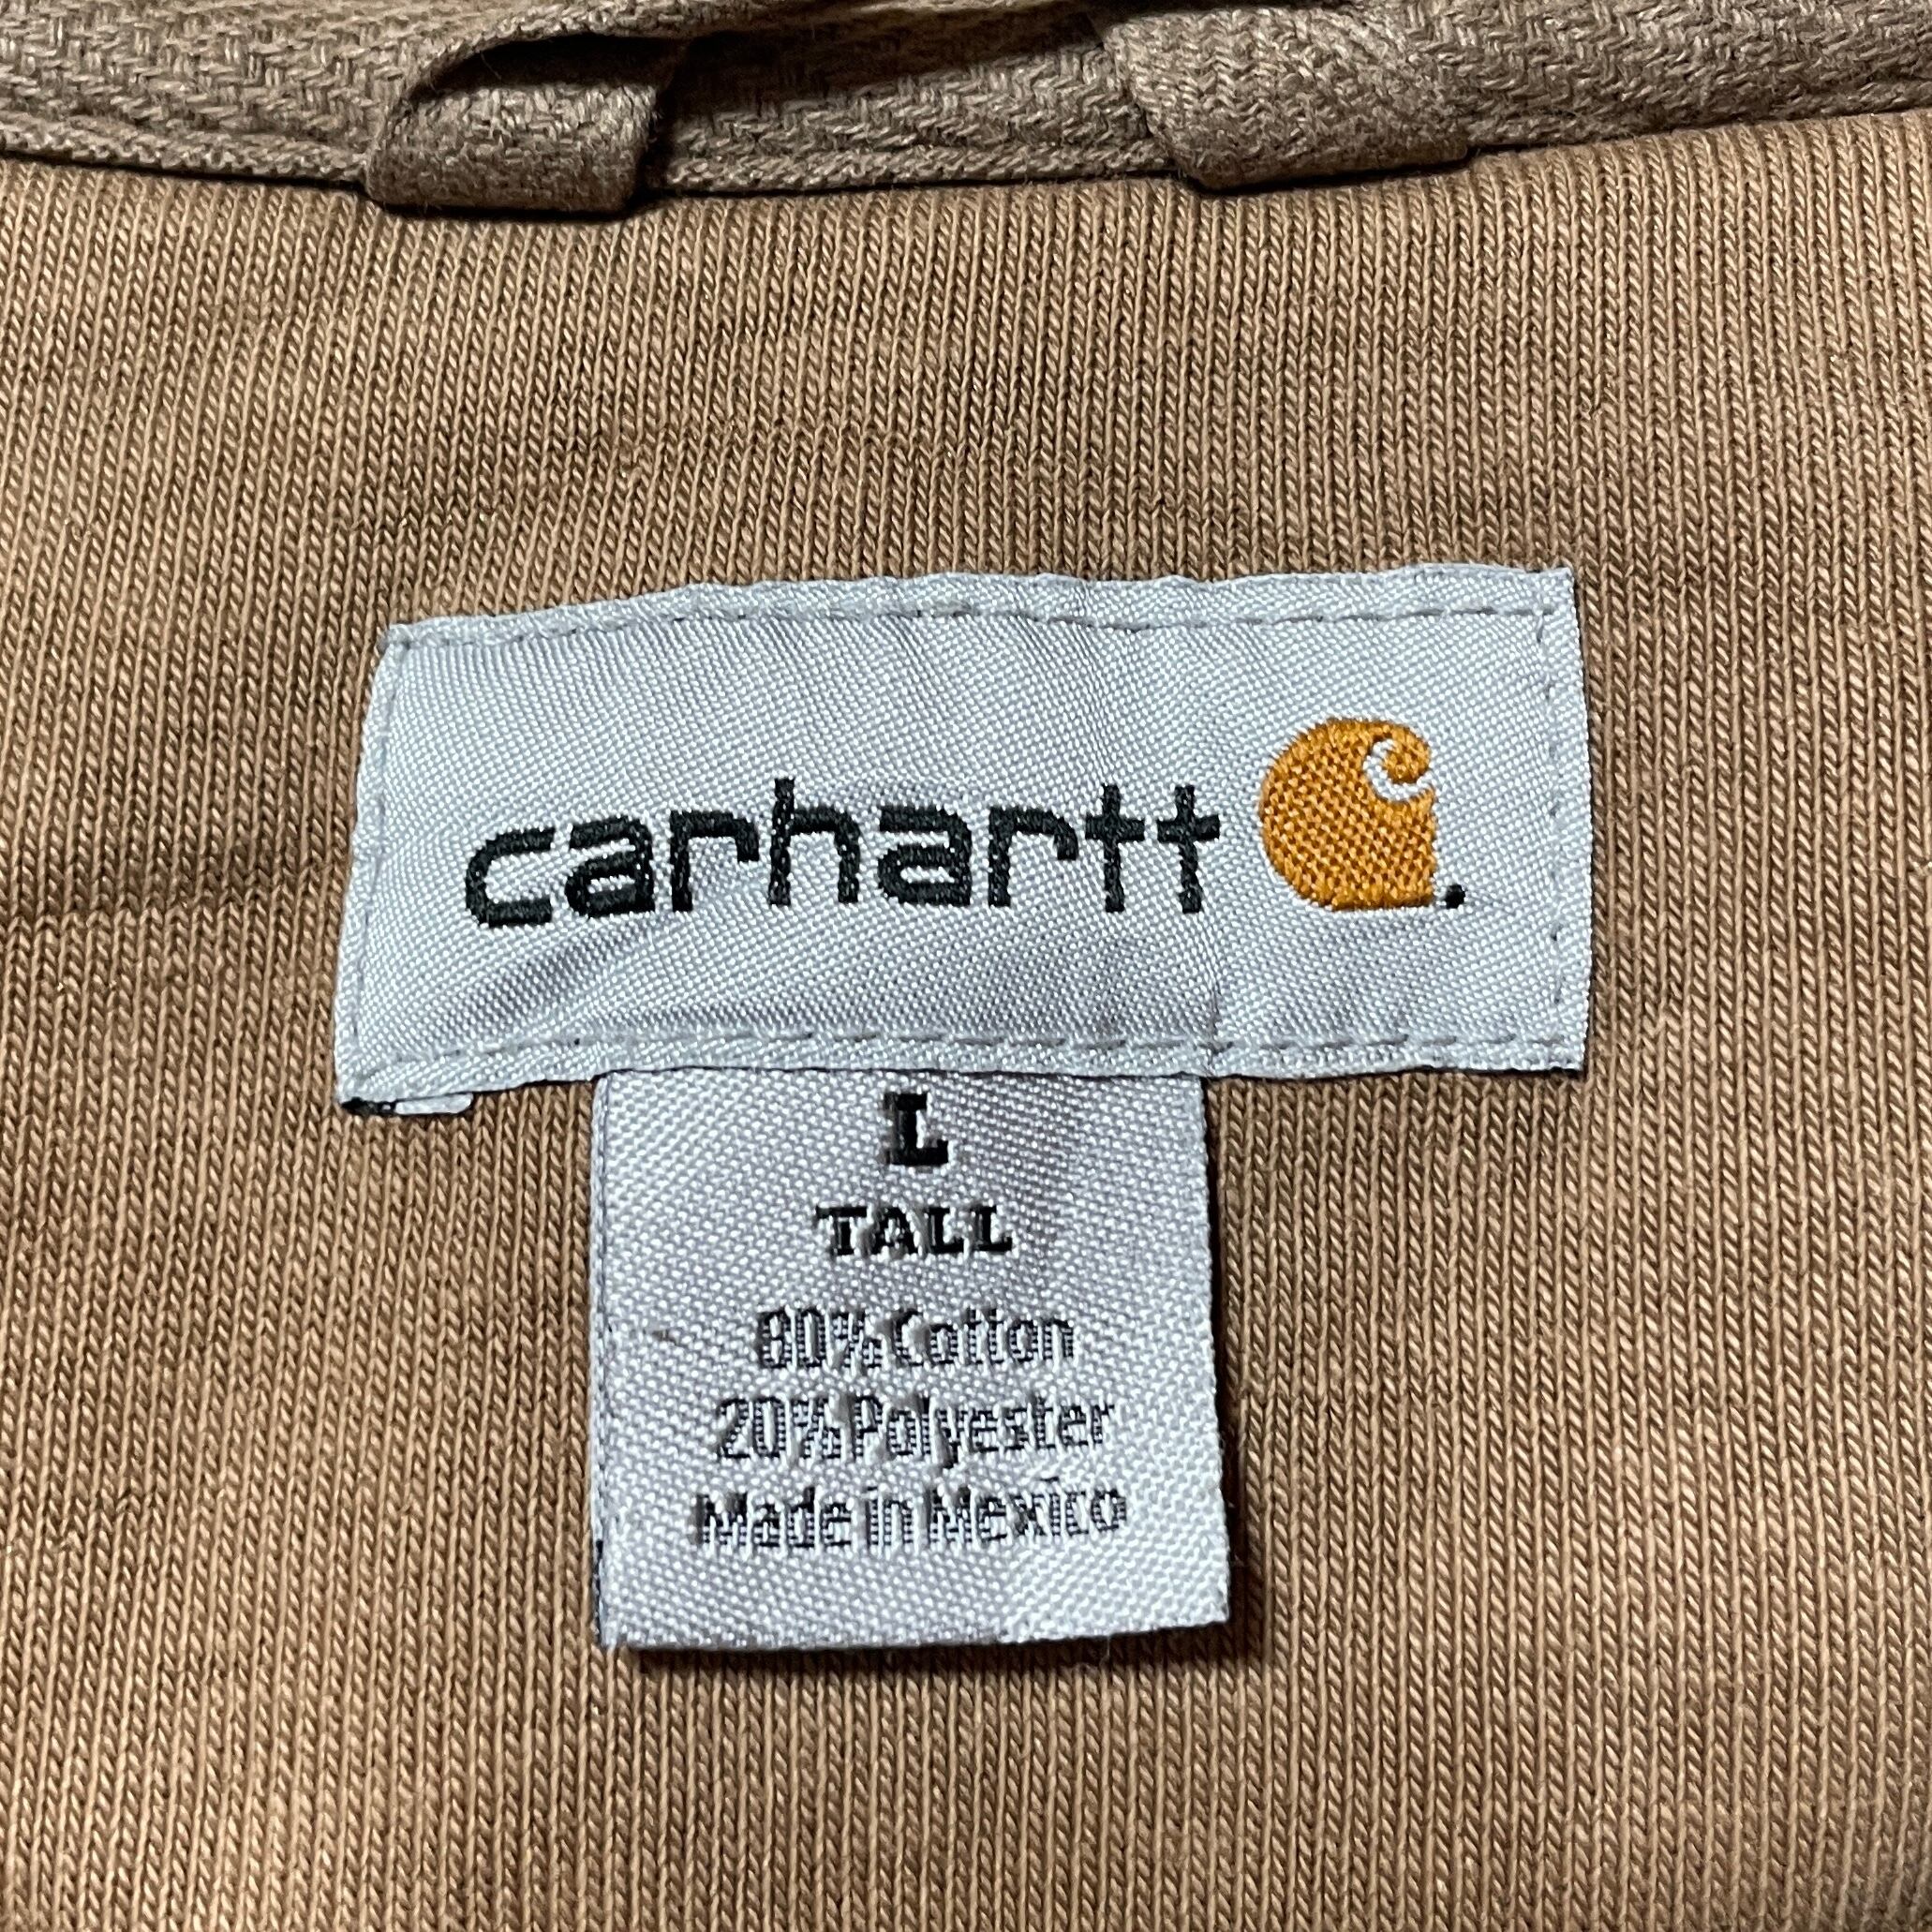 carhartt
L
TALL
80% Cotton
20% Polyester
Made in Mexico